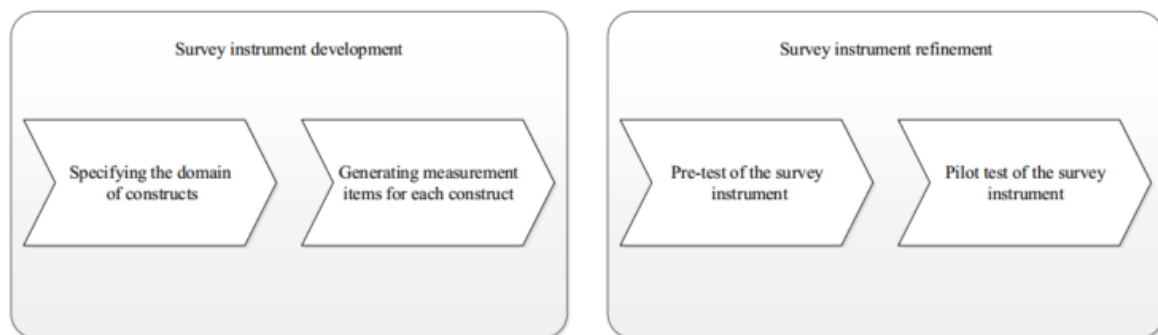 Survey instrument development
Specifying the domain
of constructs
Generating measurement
items for each construct
Survey instrument refinement
Pre-test of the survey
instrument
Pilot test of the survey
instrument